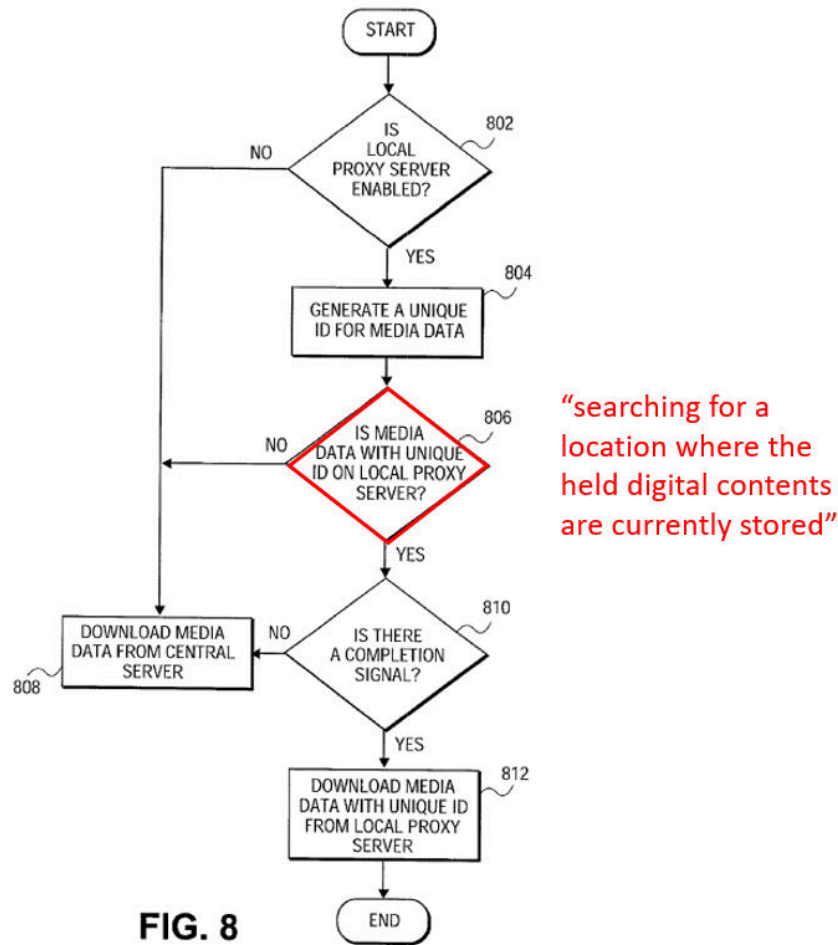 START
802
IS
LOCAL
PROXY SERVER
ENABLED?
NO
YES
804
GENERATE A UNIQUE
ID FOR MEDIA DATA
806
IS MEDIA
DATA WITH UNIQUE
ID ON LOCAL PROXY
SERVER?
NO
“searching for a
location where the
held digital contents
are currently stored”
YES
810
IS THERE
A COMPLETION
SIGNAL?
NO
DOWNLOAD MEDIA
DATA FROM CENTRAL
SERVER
808
YES
812
DOWNLOAD MEDIA
DATA WITH UNIQUE ID
FROM LOCAL PROXY
SERVER
END
FIG. 8